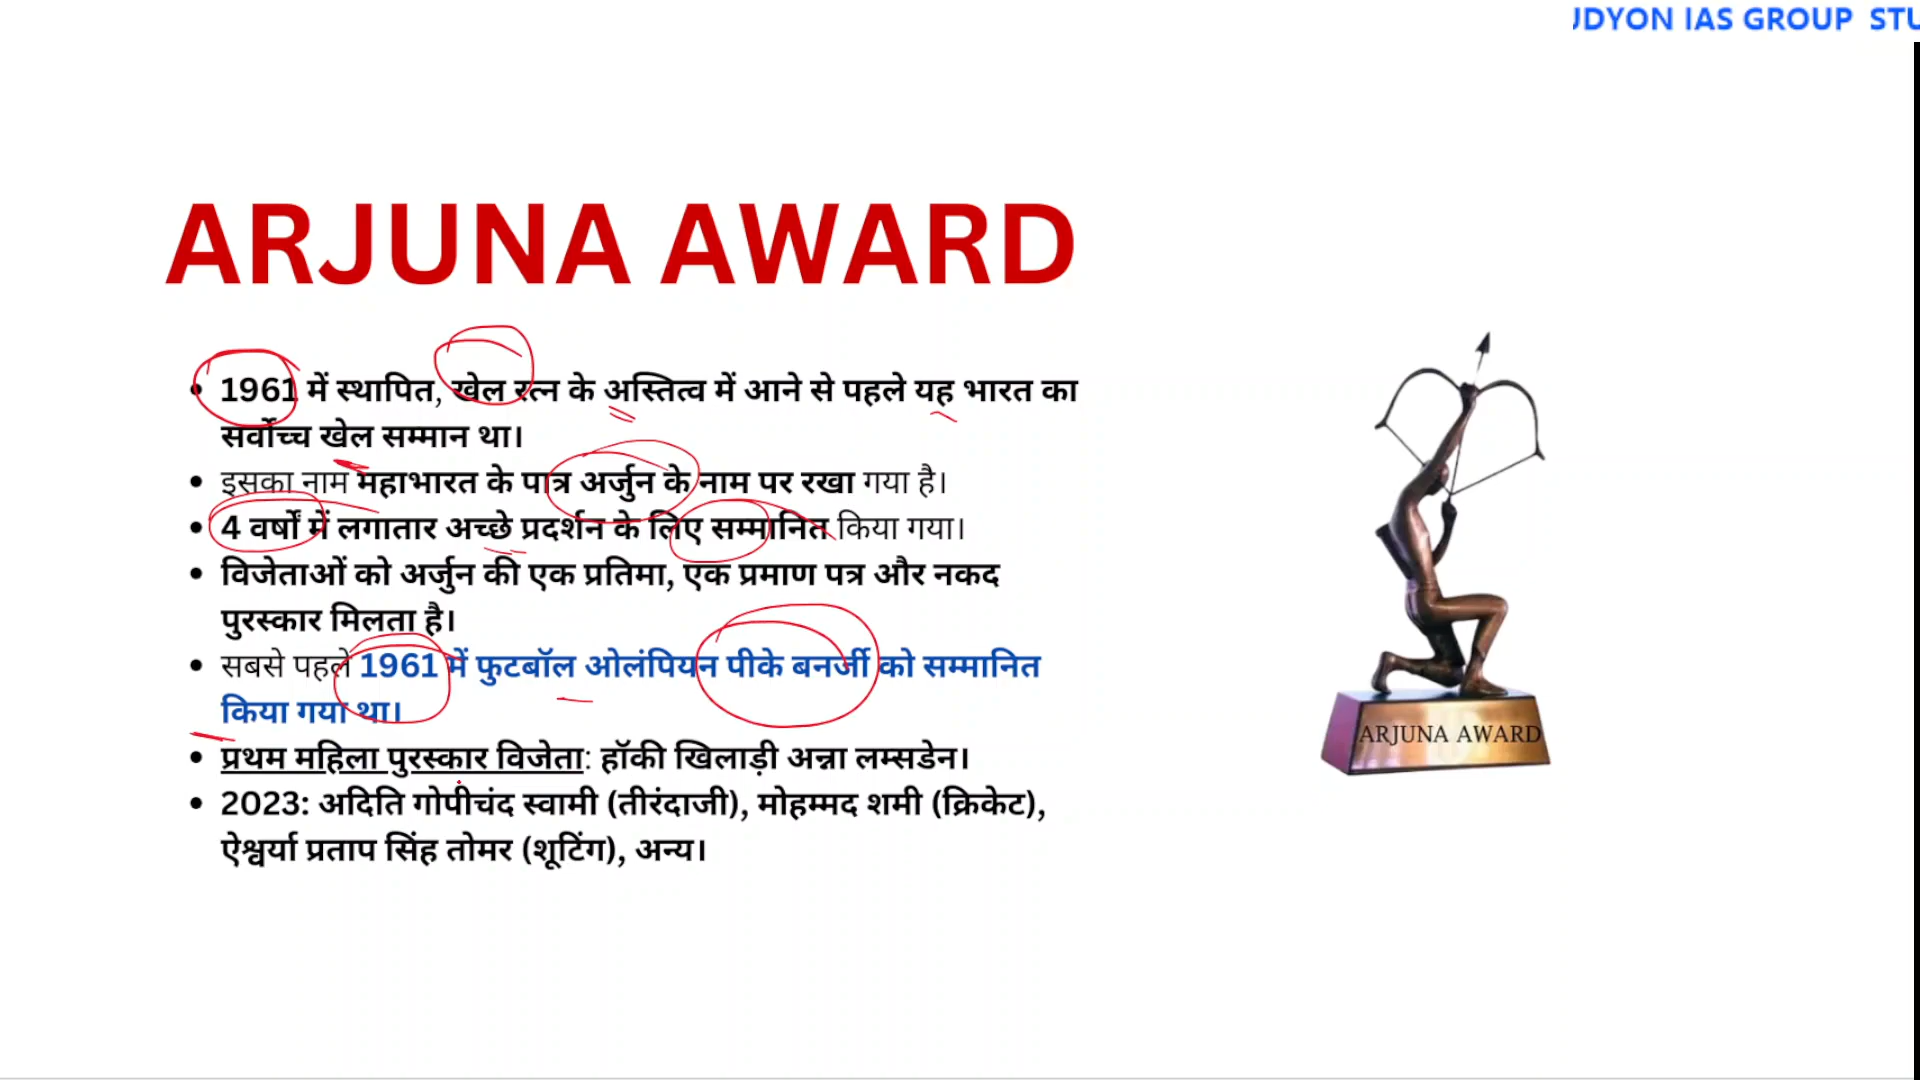 JDYON IAS GROUP STU
ARJUNA AWARD
• 1961 में स्थापित, खेल रत्न के अस्तित्व में आने से पहले यह भारत का
सर्वोच्च खेल सम्मान था।
• इसका नाम महाभारत के पात्र अर्जुन के नाम पर रखा गया है।
• 4 वर्षों में लगातार अच्छे प्रदर्शन के लिए सम्मानित किया गया।
• विजेताओं को अर्जुन की एक प्रतिमा, एक प्रमाण पत्र और नकद
पुरस्कार मिलता है।
• सबसे पहले 1961 में फुटबॉल ओलंपियन पीके बनर्जी को सम्मानित
किया गया था।
• प्रथम महिला पुरस्कार विजेता: हॉकी खिलाड़ी अन्ना लम्सडेन।
• 2023: अदिति गोपीचंद स्वामी (तीरंदाजी), मोहम्मद शमी (क्रिकेट),
ऐश्वर्या प्रताप सिंह तोमर (शूटिंग), अन्य।
ARJUNA AWARD